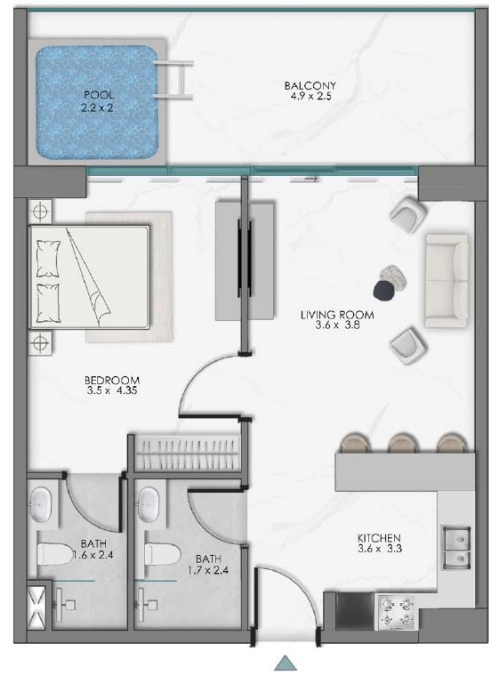 POOL
2.2 x 2
BALCONY
4.9 x 2.5
LIVING ROOM
3.6 x 3.8
BEDROOM
3.5 x 4.35
BATH
1.6 x 2.4
BATH
1.7 x 2.4
KITCHEN
3.6 x 3.3